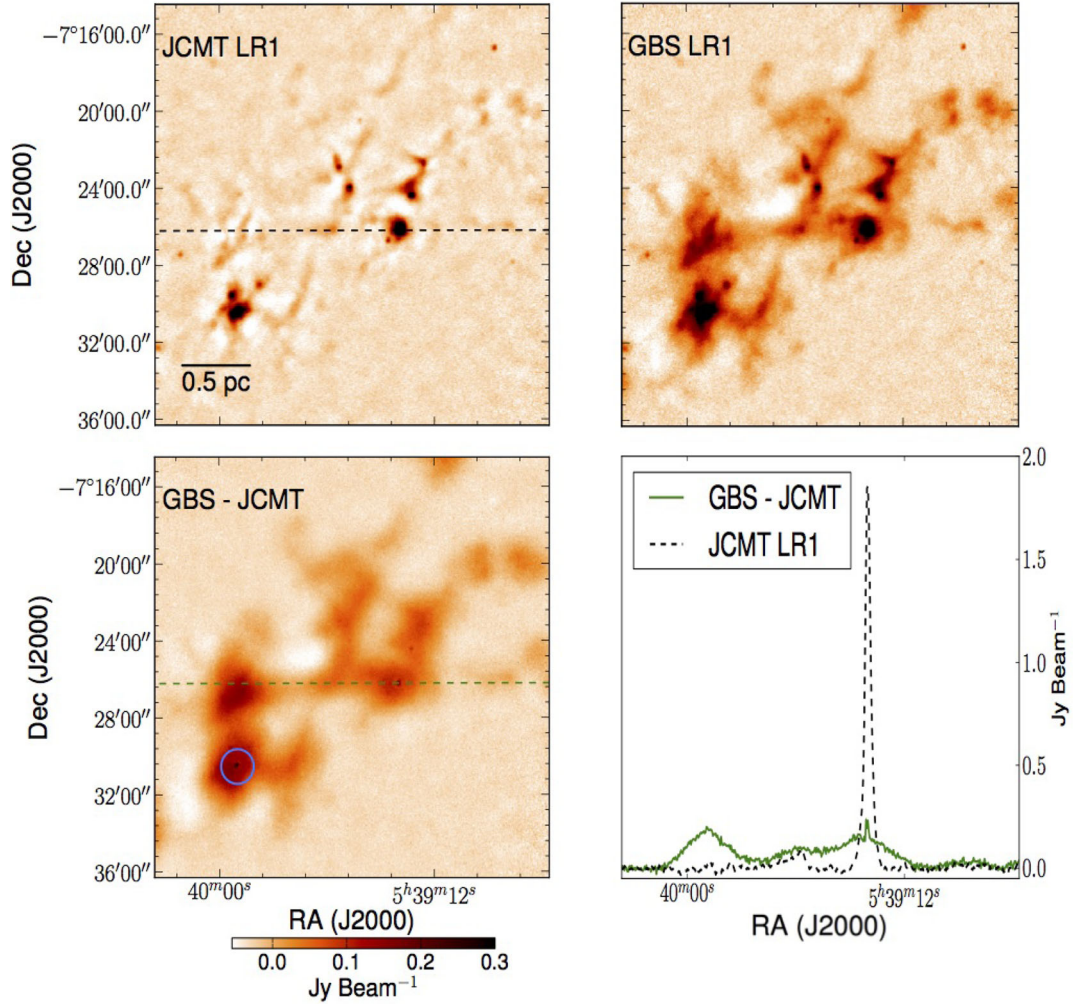 JCMT LR1
−7°16′00.0″
20′00.0″
24′00.0″
28′00.0″
32′00.0″
36′00.0″
Dec (J2000)
0.5 pc
GBS LR1
GBS - JCMT
−7°16′00″
20′00″
24′00″
28′00″
32′00″
36′00″
Dec (J2000)
40ᵐ00ˢ
5ʰ39ᵐ12ˢ
RA (J2000)
0.0
0.1
0.2
0.3
Jy Beam⁻¹
GBS - JCMT
JCMT LR1
2.0
1.5
1.0
0.5
0.0
Jy Beam⁻¹
40ᵐ00ˢ
5ʰ39ᵐ12ˢ
RA (J2000)